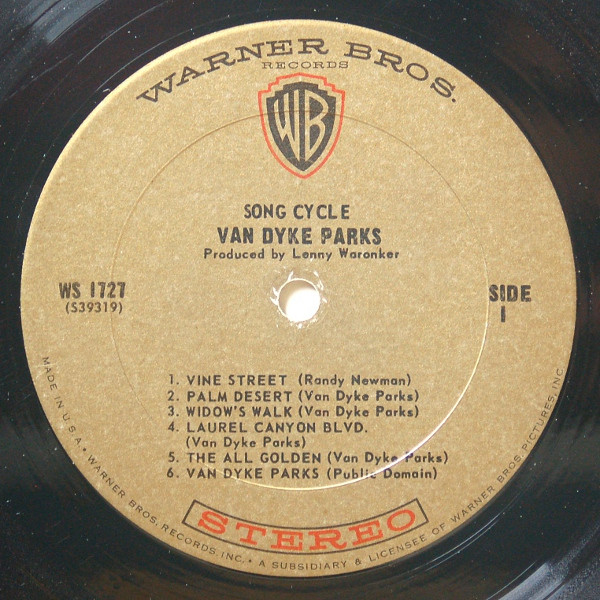 WARNER BROS.
RECORDS
WB
SONG CYCLE
VAN DYKE PARKS
Produced by Lenny Waronker
WS 1727
(S39319)
SIDE
1
1. VINE STREET (Randy Newman)
2. PALM DESERT (Van Dyke Parks)
3. WIDOW'S WALK (Van Dyke Parks)
4. LAUREL CANYON BLVD.
(Van Dyke Parks)
5. THE ALL GOLDEN (Van Dyke Parks)
6. VAN DYKE PARKS (Public Domain)
STEREO
MADE IN U.S.A. • WARNER BROS. RECORDS, INC. • A SUBSIDIARY & LICENSEE OF WARNER BROS. PICTURES, INC.